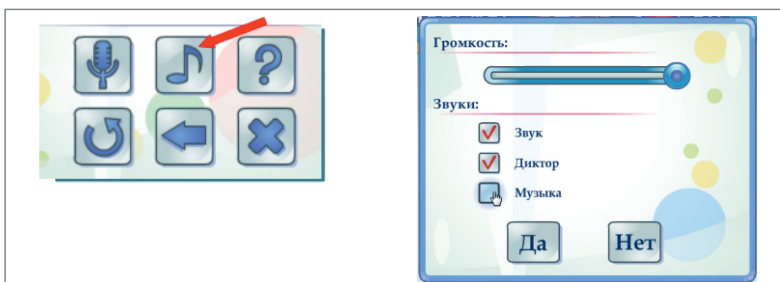 Громкость:
Звуки:
Звук
Диктор
Музыка
Да
Нет